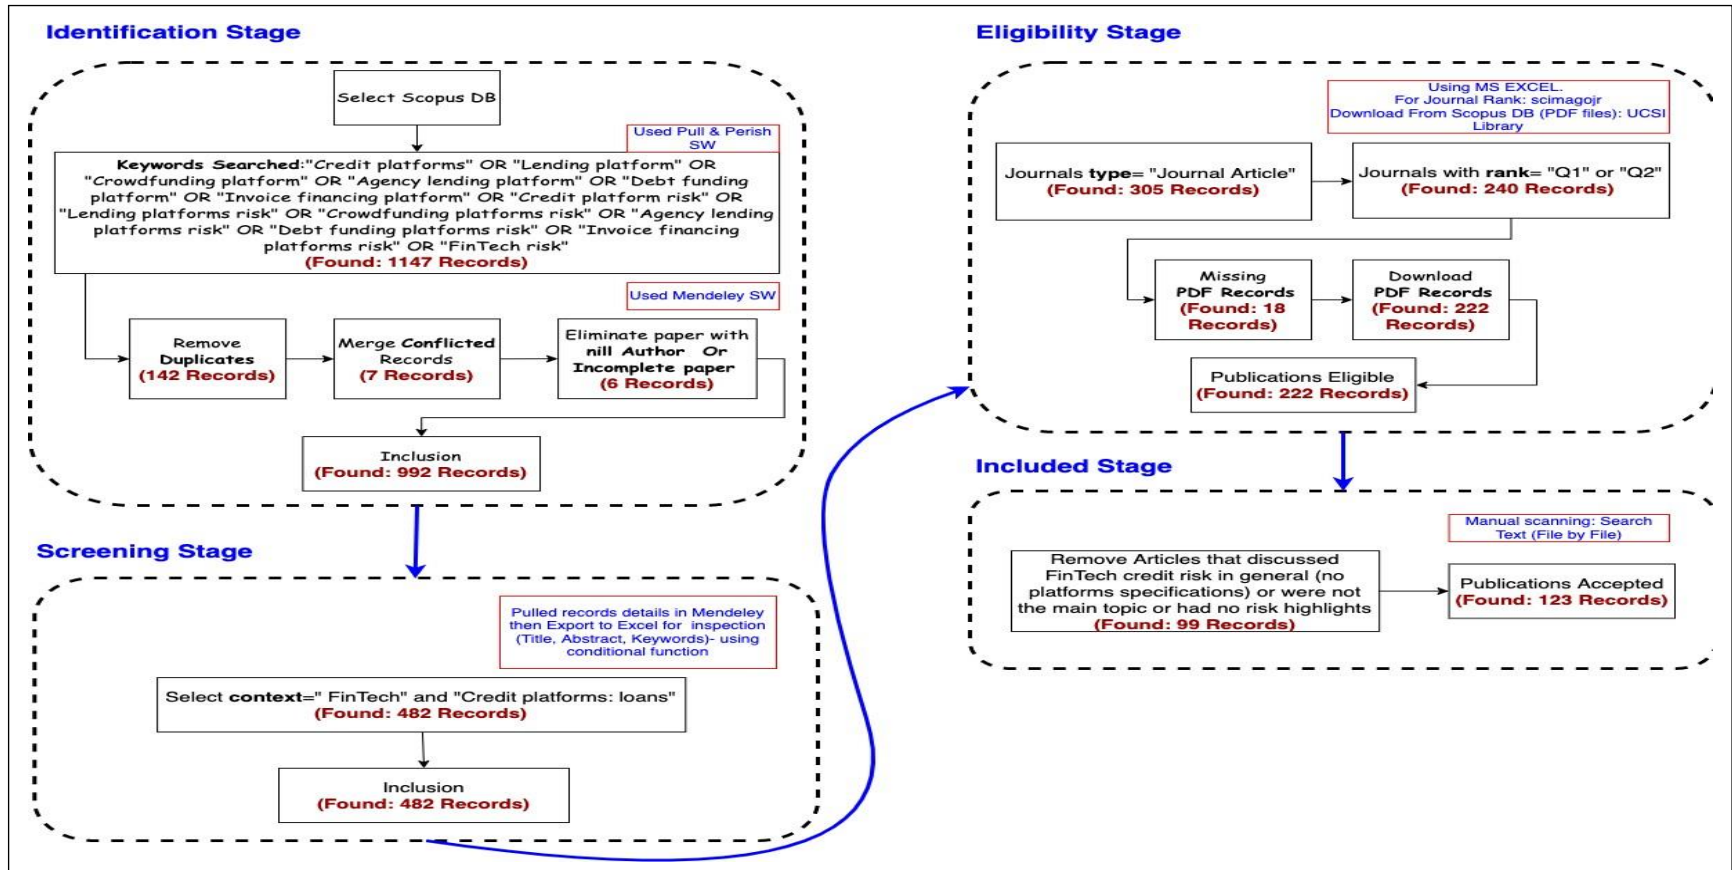 Identification Stage
Select Scopus DB
Used Pull & Perish
SW
Keywords Searched:"Credit platforms" OR "Lending platform" OR
"Crowdfunding platform" OR "Agency lending platform" OR "Debt funding
platform" OR "Invoice financing platform" OR "Credit platform risk" OR
"Lending platforms risk" OR "Crowdfunding platforms risk" OR "Agency lending
platforms risk" OR "Debt funding platforms risk" OR "Invoice financing
platforms risk" OR "FinTech risk"
(Found: 1147 Records)
Used Mendeley SW
Remove
Duplicates
(142 Records)
Merge Conflicted
Records
(7 Records)
Eliminate paper with
nill Author Or
Incomplete paper
(6 Records)
Inclusion
(Found: 992 Records)
Screening Stage
Pulled records details in Mendeley
then Export to Excel for inspection
(Title, Abstract, Keywords)- using
conditional function
Select context=" FinTech" and "Credit platforms: loans"
(Found: 482 Records)
Inclusion
(Found: 482 Records)
Eligibility Stage
Using MS EXCEL.
For Journal Rank: scimagojr
Download From Scopus DB (PDF files): UCSI
Library
Journals type= "Journal Article"
(Found: 305 Records)
Journals with rank= "Q1" or "Q2"
(Found: 240 Records)
Missing
PDF Records
(Found: 18
Records)
Download
PDF Records
(Found: 222
Records)
Publications Eligible
(Found: 222 Records)
Included Stage
Manual scanning: Search
Text (File by File)
Remove Articles that discussed
FinTech credit risk in general (no
platforms specifications) or were not
the main topic or had no risk highlights
(Found: 99 Records)
Publications Accepted
(Found: 123 Records)